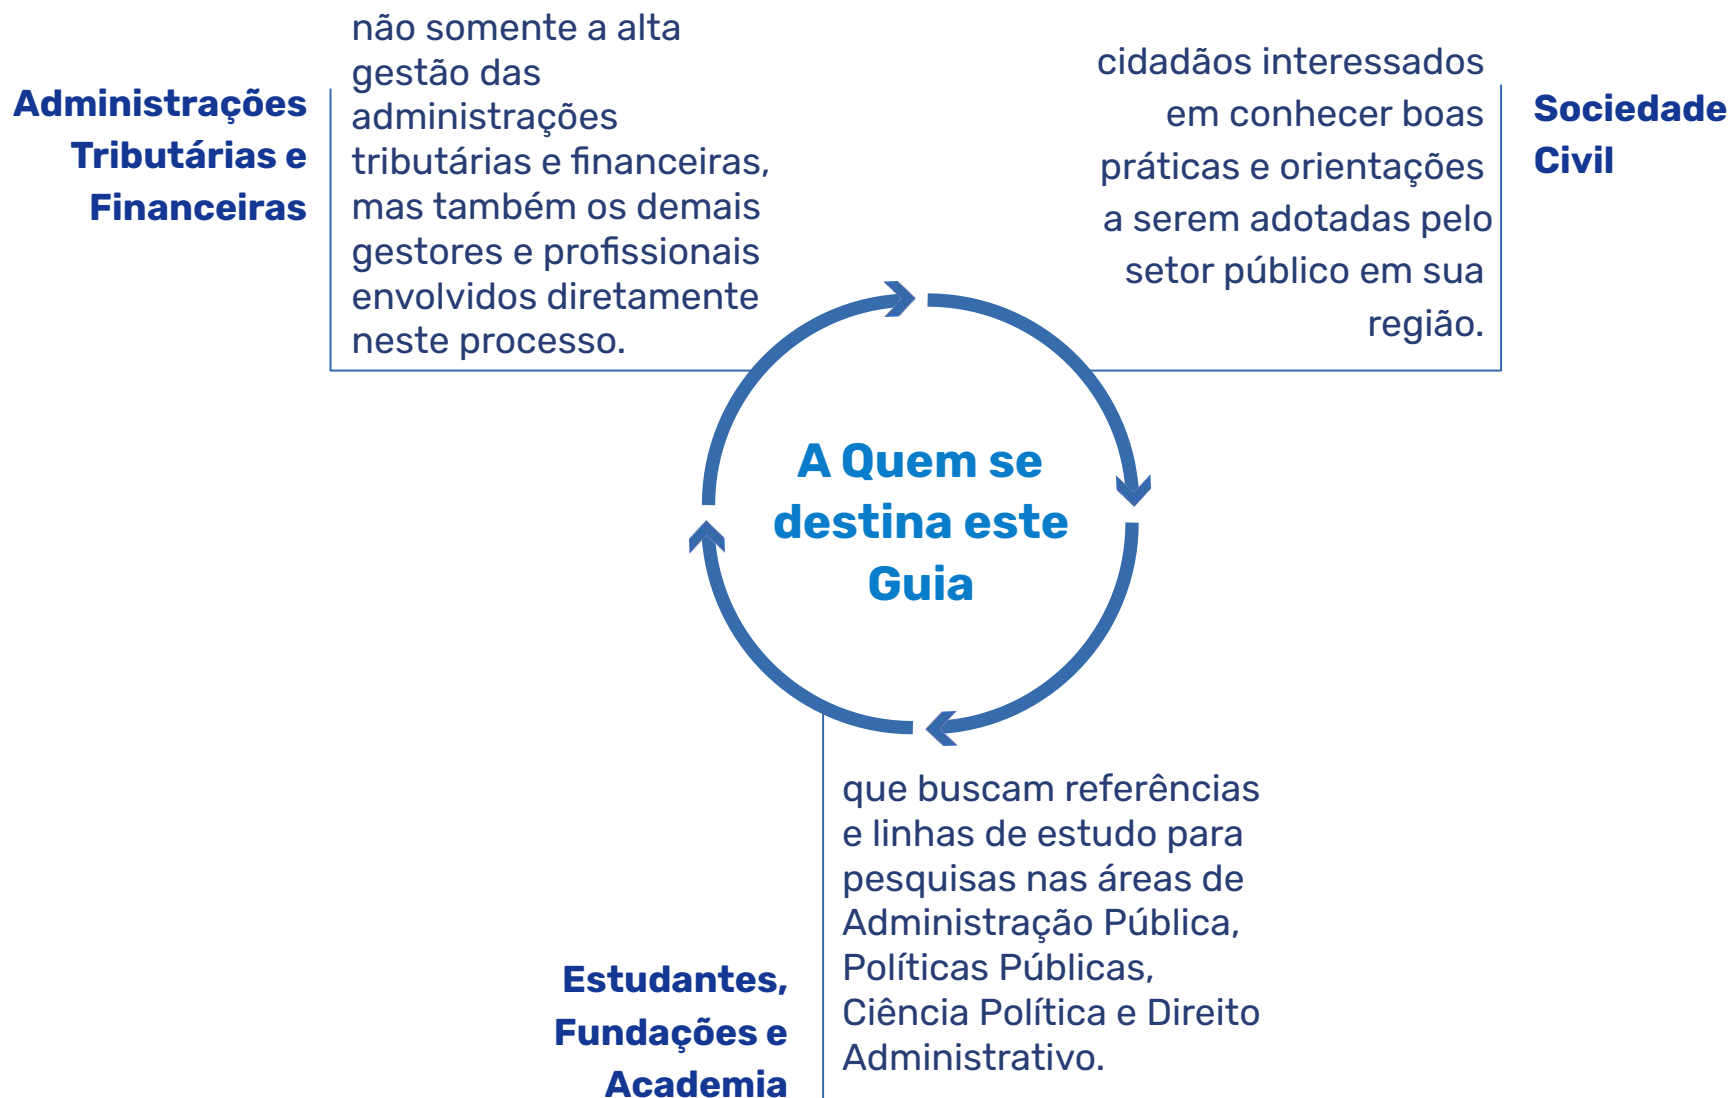 Administrações
Tributárias e
Financeiras
não somente a alta
gestão das
administrações
tributárias e financeiras,
mas também os demais
gestores e profissionais
envolvidos diretamente
neste processo.
cidadãos interessados
em conhecer boas
práticas e orientações
a serem adotadas pelo
setor público em sua
região.
Sociedade
Civil
A Quem se
destina este
Guia
Estudantes,
Fundações e
Academia
que buscam referências
e linhas de estudo para
pesquisas nas áreas de
Administração Pública,
Políticas Públicas,
Ciência Política e Direito
Administrativo.